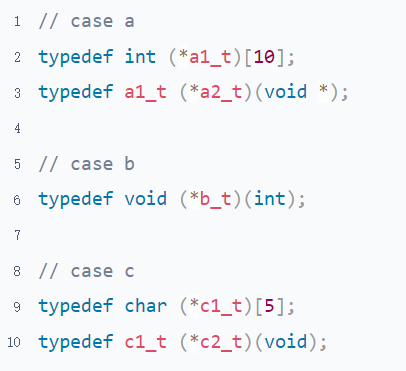 1 // case a
2 typedef int (*a1_t)[10];
3 typedef a1_t (*a2_t)(void *);
4
5 // case b
6 typedef void (*b_t)(int);
7
8 // case c
9 typedef char (*c1_t)[5];
10 typedef c1_t (*c2_t)(void);